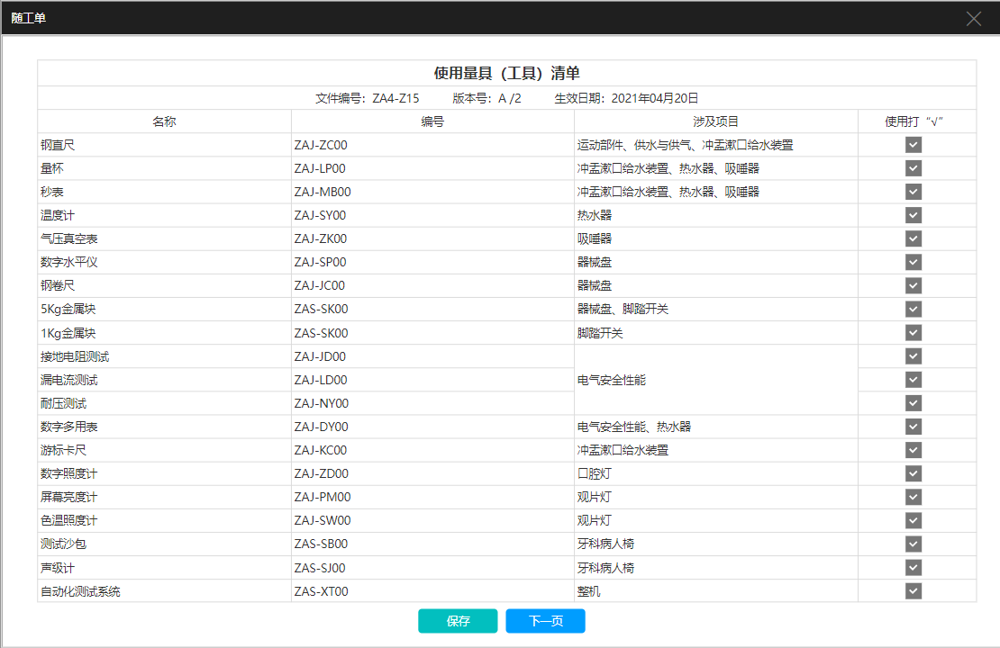 随工单
使用量具（工具）清单
文件编号：ZA4-Z15 版本号：A /2 生效日期：2021年04月20日
名称 编号 涉及项目 使用打“√”
钢直尺 ZAJ-ZC00 运动部件、供水与供气、冲盂漱口给水装置
量杯 ZAJ-LP00 冲盂漱口给水装置、热水器、吸唾器
秒表 ZAJ-MB00 冲盂漱口给水装置、热水器、吸唾器
温度计 ZAJ-SY00 热水器
气压真空表 ZAJ-ZK00 吸唾器
数字水平仪 ZAJ-SP00 器械盘
钢卷尺 ZAJ-JC00 器械盘
5Kg金属块 ZAS-SK00 器械盘、脚踏开关
1Kg金属块 ZAS-SK00 脚踏开关
接地电阻测试 ZAJ-JD00
漏电流测试 ZAJ-LD00 电气安全性能
耐压测试 ZAJ-NY00
数字多用表 ZAJ-DY00 电气安全性能、热水器
游标卡尺 ZAJ-KC00 冲盂漱口给水装置
数字照度计 ZAJ-ZD00 口腔灯
屏幕亮度计 ZAJ-PM00 观片灯
色温照度计 ZAJ-SW00 观片灯
测试沙包 ZAS-SB00 牙科病人椅
声级计 ZAS-SJ00 牙科病人椅
自动化测试系统 ZAS-XT00 整机
保存 下一页